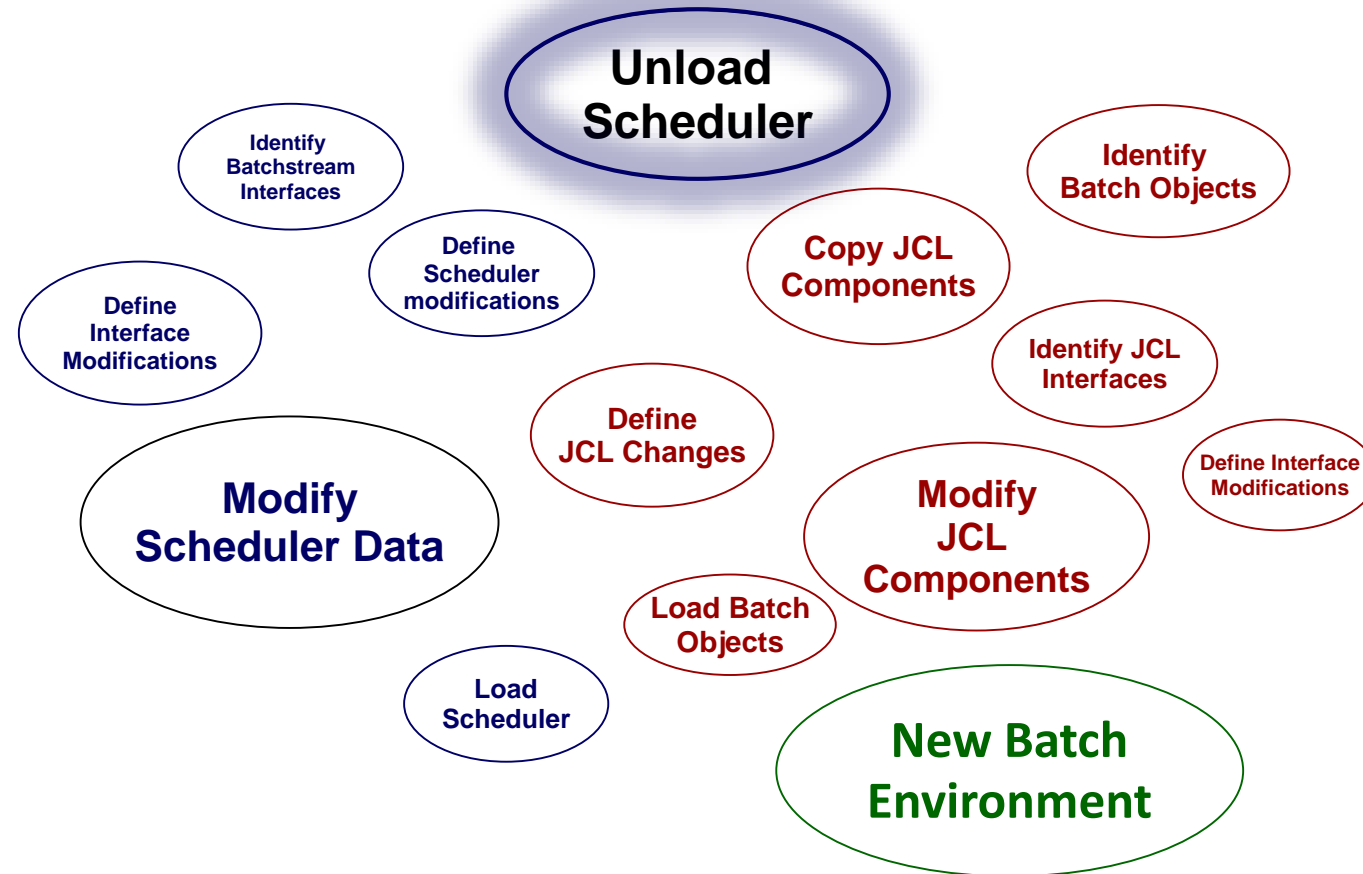 Unload
Scheduler
Identify
Batchstream
Interfaces
Identify
Batch Objects
Define
Scheduler
modifications
Copy JCL
Components
Define
Interface
Modifications
Identify JCL
Interfaces
Define
JCL Changes
Define Interface
Modifications
Modify
Scheduler Data
Modify
JCL
Components
Load Batch
Objects
Load
Scheduler
New Batch
Environment